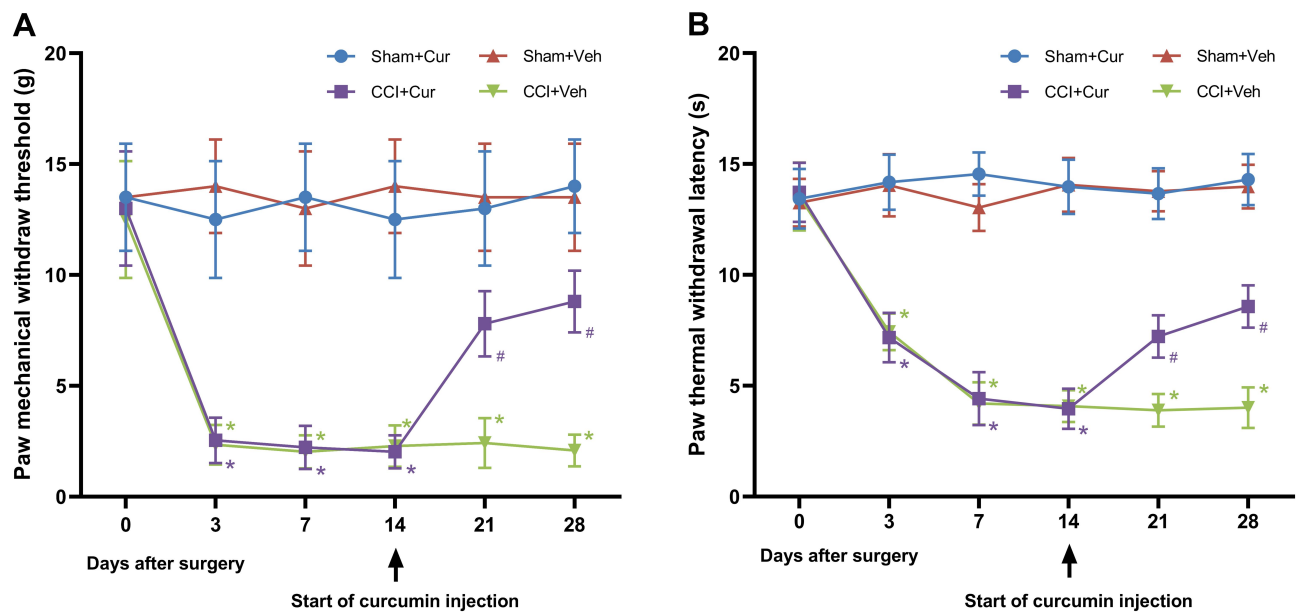 A
Paw mechanical withdraw threshold (g)
20
15
10
5
0
Sham+Cur
Sham+Veh
CCI+Cur
CCI+Veh
*
*
*
*
*
*
*
#
*
#
0 3 7 14 21 28
Days after surgery
Start of curcumin injection
B
Paw thermal withdrawal latency (s)
20
15
10
5
0
Sham+Cur
Sham+Veh
CCI+Cur
CCI+Veh
*
*
*
*
*
*
#
*
#
*
0 3 7 14 21 28
Days after surgery
Start of curcumin injection